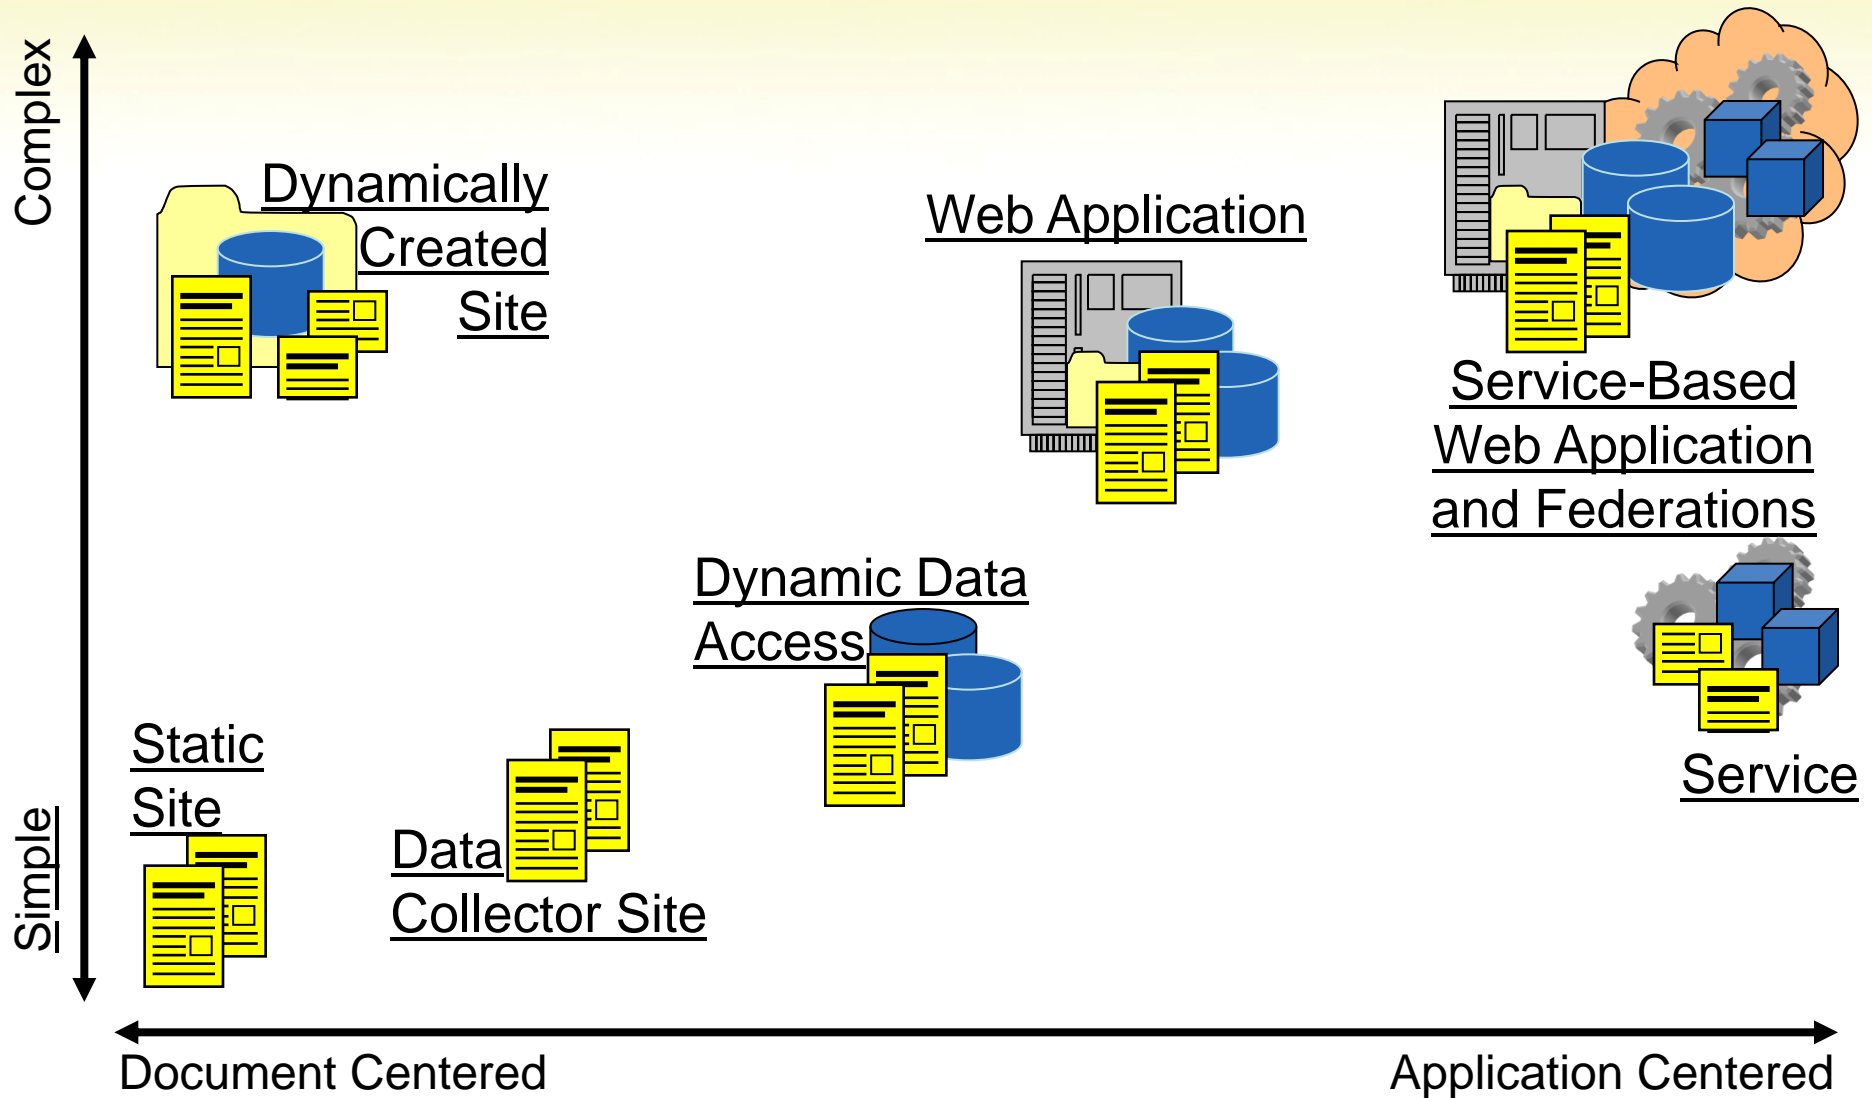 Complex
Dynamically
Created
Site
Web Application
Service-Based
Web Application
and Federations
Dynamic Data
Access
Static
Site
Service
Data
Collector Site
Simple
Document Centered
Application Centered